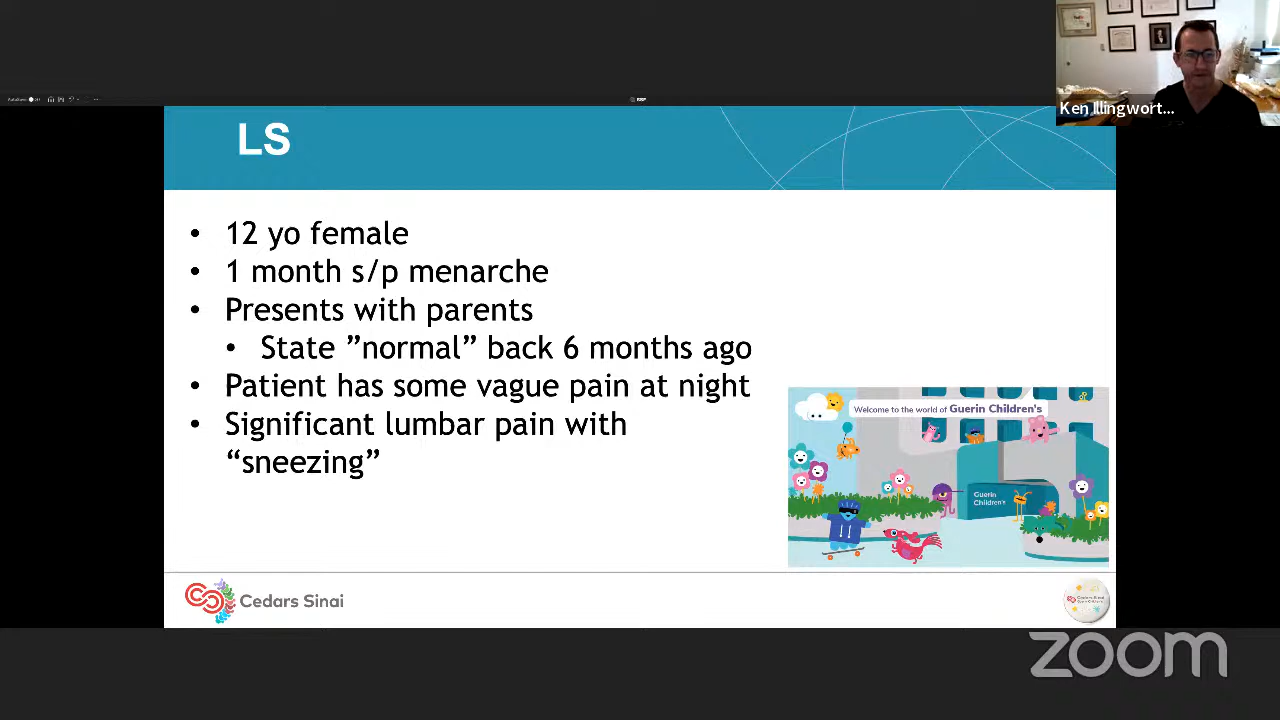 Ken Illingwort...
LS
• 12 yo female
• 1 month s/p menarche
• Presents with parents
• State ”normal” back 6 months ago
• Patient has some vague pain at night
• Significant lumbar pain with
“sneezing”
Welcome to the world of Guerin Children's
Guerin
Children's
Cedars Sinai
zoom